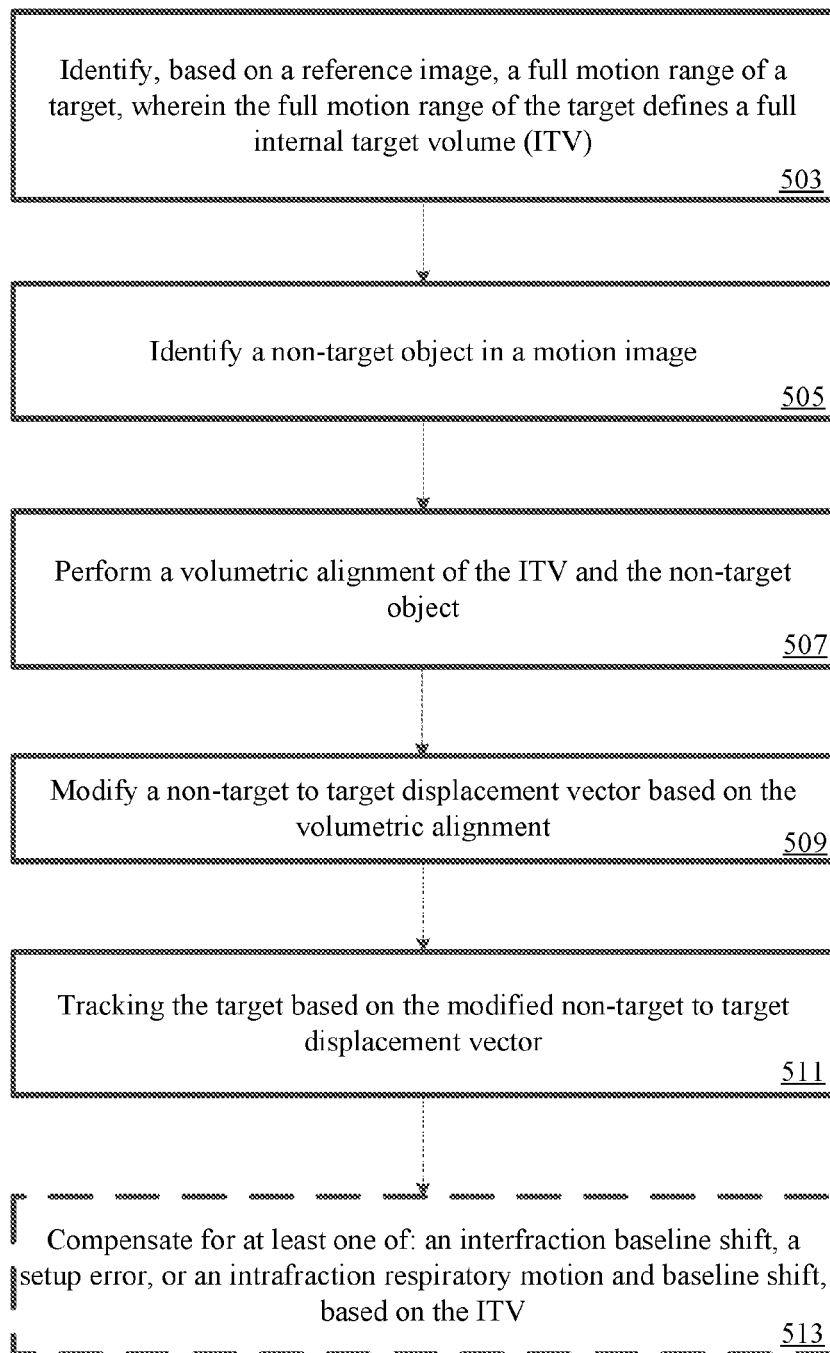 Identify, based on a reference image, a full motion range of a
target, wherein the full motion range of the target defines a full
internal target volume (ITV)
503
Identify a non-target object in a motion image
505
Perform a volumetric alignment of the ITV and the non-target
object
507
Modify a non-target to target displacement vector based on the
volumetric alignment
509
Tracking the target based on the modified non-target to target
displacement vector
511
Compensate for at least one of: an interfraction baseline shift, a
setup error, or an intrafraction respiratory motion and baseline shift,
based on the ITV
513